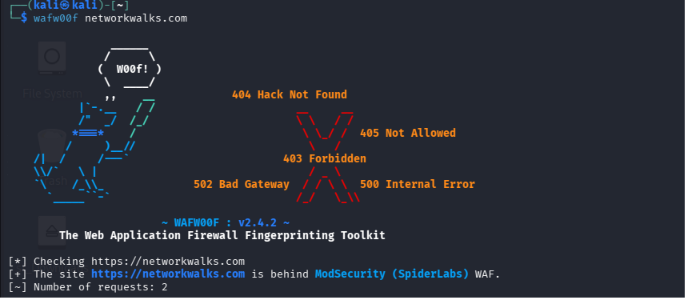 (kali㉿kali)-[~]
$ wafw00f networkwalks.com
W00f!
404 Hack Not Found
405 Not Allowed
403 Forbidden
502 Bad Gateway
500 Internal Error
~ WAFW00F : v2.4.2 ~
The Web Application Firewall Fingerprinting Toolkit
[*] Checking https://networkwalks.com
[+] The site https://networkwalks.com is behind ModSecurity (SpiderLabs) WAF.
[~] Number of requests: 2